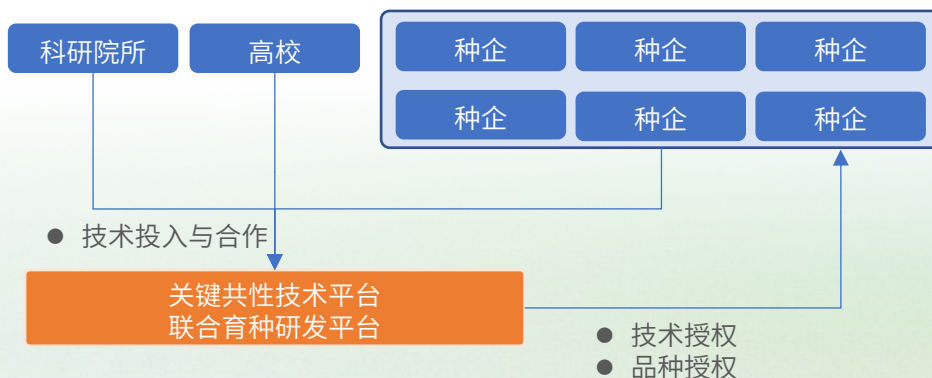 科研院所
高校
种企
种企
种企
种企
种企
种企
● 技术投入与合作
关键共性技术平台
联合育种研发平台
● 技术授权
● 品种授权